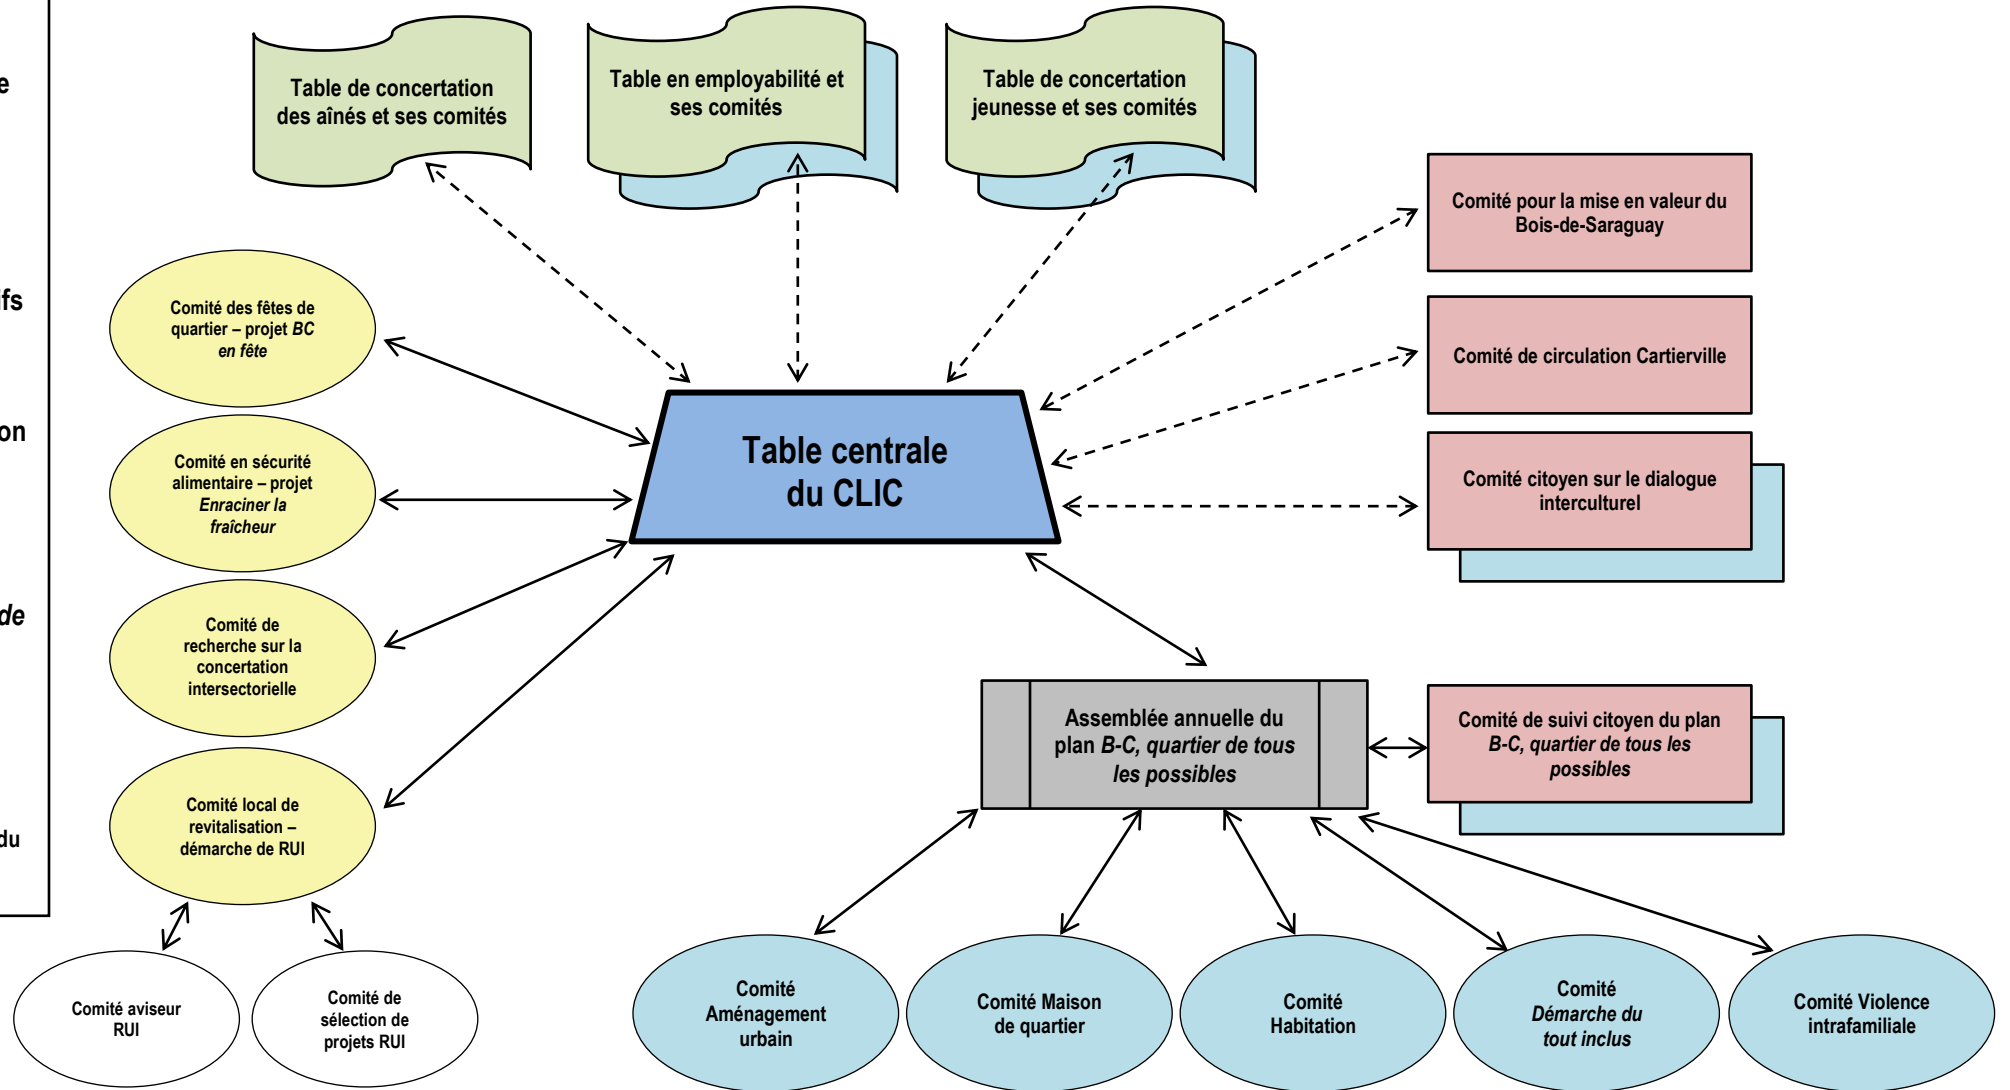 e
ifs
on
de
du
Table de concertation
des aînés et ses comités
Table en employabilité et
ses comités
Table de concertation
jeunesse et ses comités
Comité pour la mise en valeur du
Bois-de-Saraguay
Comité de circulation Cartierville
Comité citoyen sur le dialogue
interculturel
Comité des fêtes de
quartier – projet BC
en fête
Comité en sécurité
alimentaire – projet
Enraciner la
fraîcheur
Comité de
recherche sur la
concertation
intersectorielle
Comité local de
revitalisation –
démarche de RUI
Table centrale
du CLIC
Assemblée annuelle du
plan B-C, quartier de tous
les possibles
Comité de suivi citoyen du plan
B-C, quartier de tous les
possibles
Comité aviseur
RUI
Comité de
sélection de
projets RUI
Comité
Aménagement
urbain
Comité Maison
de quartier
Comité
Habitation
Comité
Démarche du
tout inclus
Comité Violence
intrafamiliale